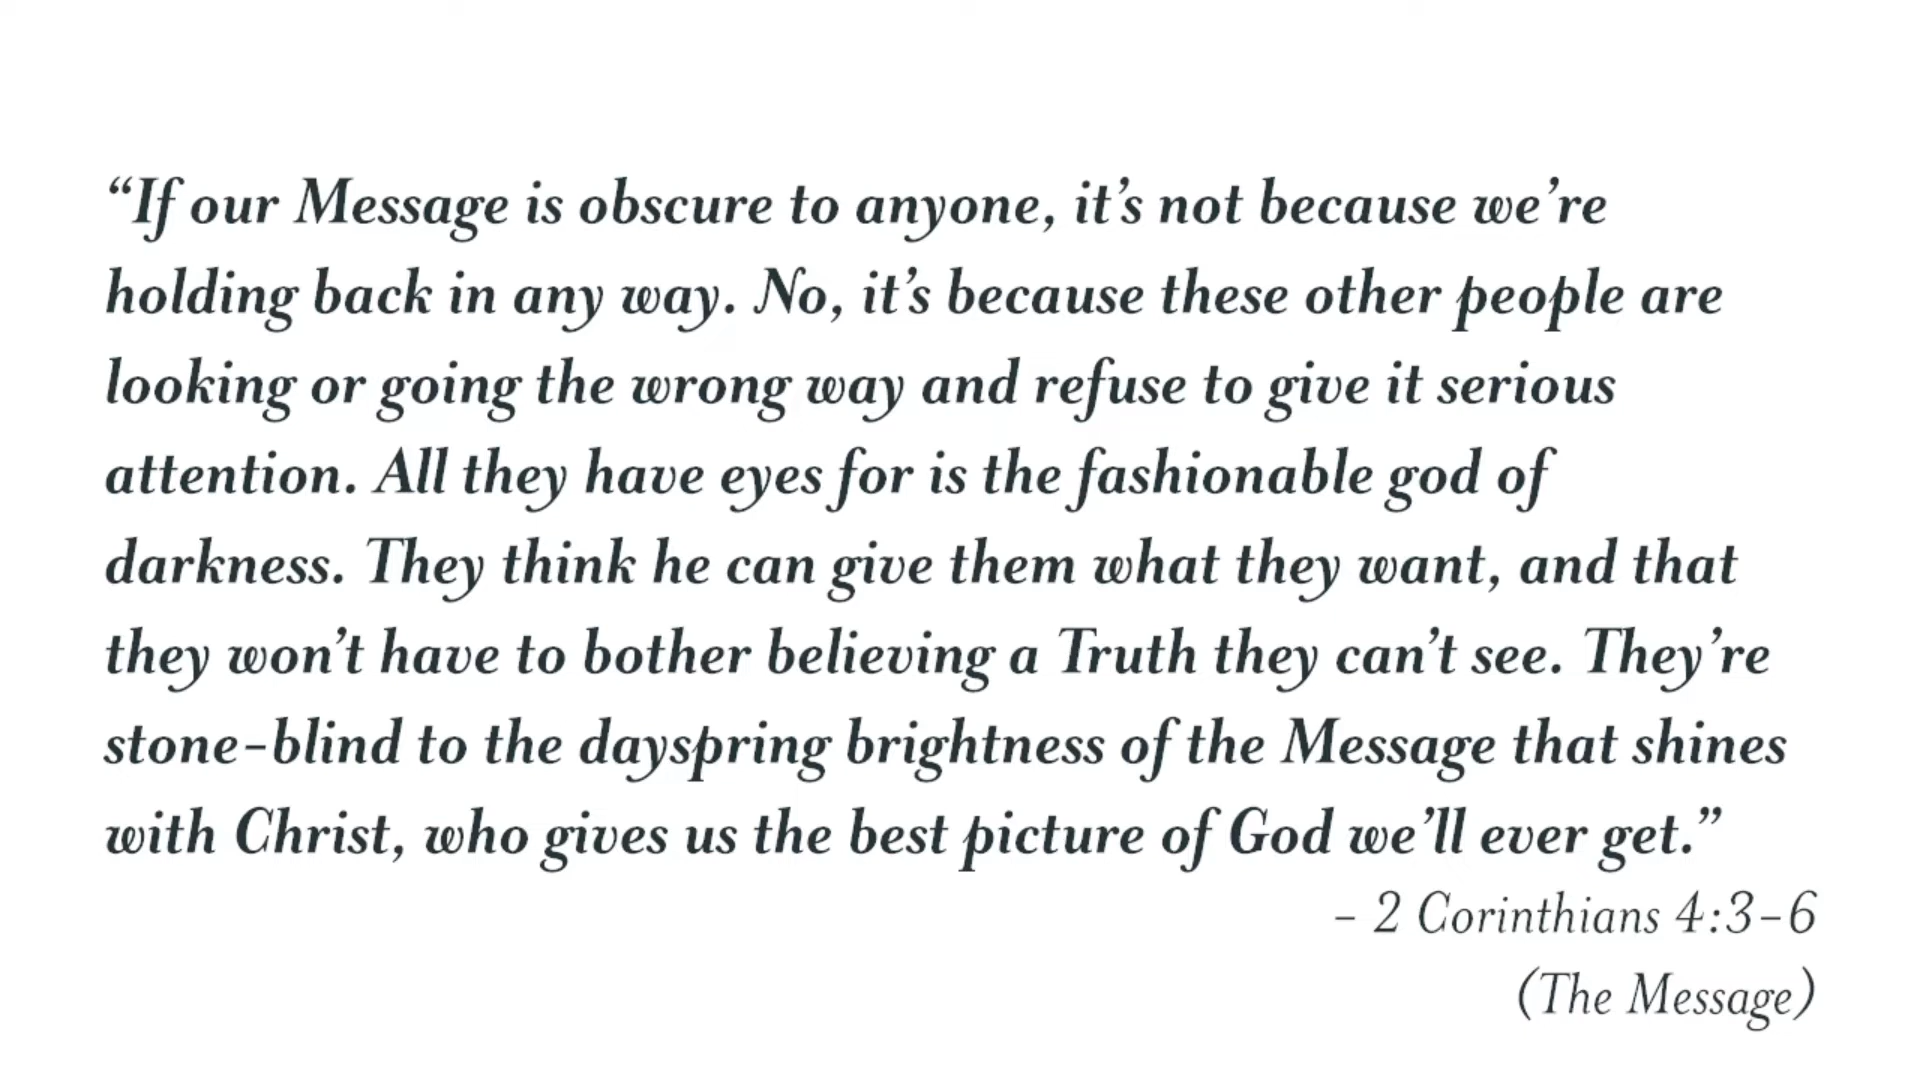 “If our Message is obscure to anyone, it’s not because we’re
holding back in any way. No, it’s because these other people are
looking or going the wrong way and refuse to give it serious
attention. All they have eyes for is the fashionable god of
darkness. They think he can give them what they want, and that
they won’t have to bother believing a Truth they can’t see. They’re
stone-blind to the dayspring brightness of the Message that shines
with Christ, who gives us the best picture of God we’ll ever get.”
– 2 Corinthians 4:3–6
(The Message)